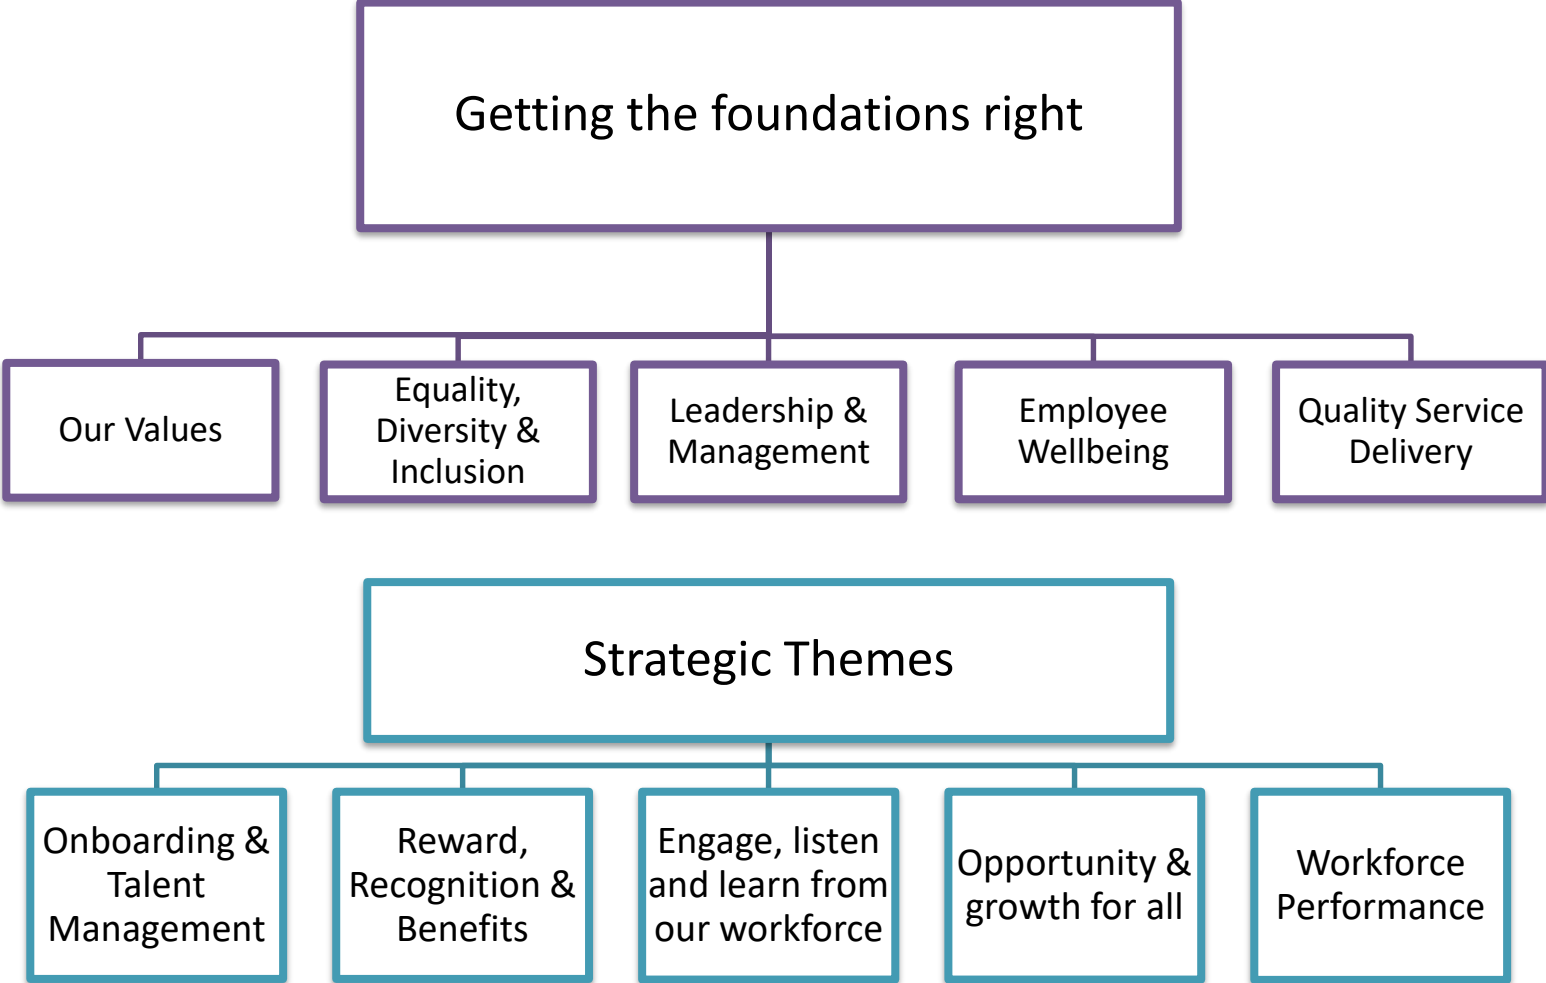 Getting the foundations right
Our Values
Equality,
Diversity &
Inclusion
Leadership &
Management
Employee
Wellbeing
Quality Service
Delivery
Strategic Themes
Onboarding &
Talent
Management
Reward,
Recognition &
Benefits
Engage, listen
and learn from
our workforce
Opportunity &
growth for all
Workforce
Performance